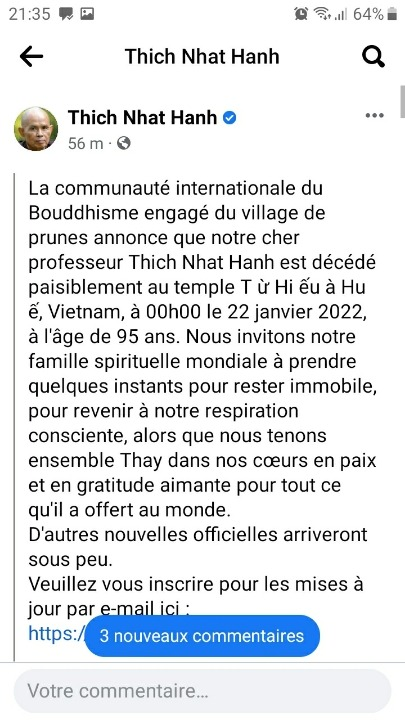 21:35 64%
Thich Nhat Hanh
Thich Nhat Hanh
56 m ·
La communauté internationale du
Bouddhisme engagé du village de
prunes annonce que notre cher
professeur Thich Nhat Hanh est décédé
paisiblement au temple T ừ Hi ếu à Hu
ế, Vietnam, à 00h00 le 22 janvier 2022,
à l'âge de 95 ans. Nous invitons notre
famille spirituelle mondiale à prendre
quelques instants pour rester immobile,
pour revenir à notre respiration
consciente, alors que nous tenons
ensemble Thay dans nos cœurs en paix
et en gratitude aimante pour tout ce
qu'il a offert au monde.
D'autres nouvelles officielles arriveront
sous peu.
Veuillez vous inscrire pour les mises à
jour par e-mail ici :
https:/
3 nouveaux commentaires
Votre commentaire...